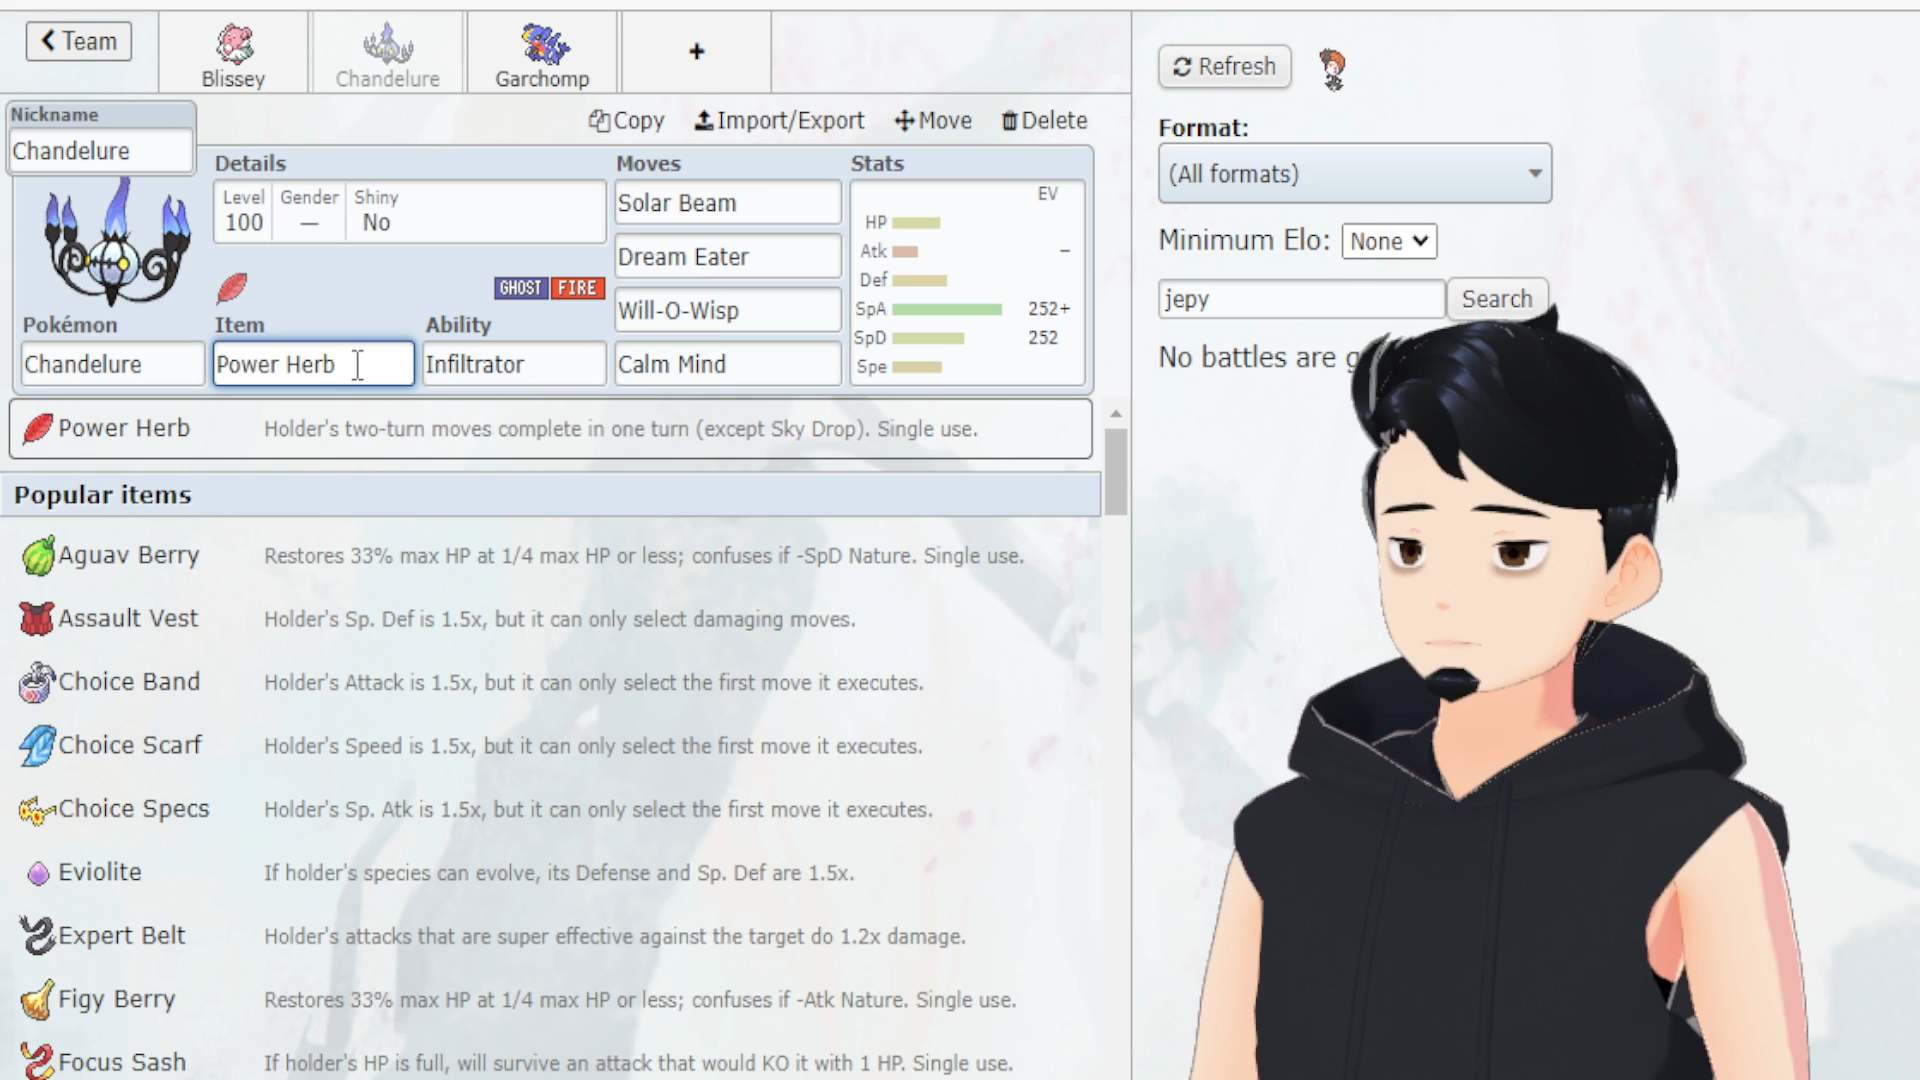 Team
Blissey
Chandelure
Garchomp
+
Copy
Import/Export
Move
Delete
Nickname
Chandelure
Details
Level
100
Gender
—
Shiny
No
GHOST
FIRE
Pokémon
Chandelure
Item
Power Herb
Ability
Infiltrator
Moves
Solar Beam
Dream Eater
Will-O-Wisp
Calm Mind
Stats
EV
HP
Atk –
Def
SpA 252+
SpD 252
Spe
Power Herb Holder's two-turn moves complete in one turn (except Sky Drop). Single use.
Popular items
Aguav Berry Restores 33% max HP at 1/4 max HP or less; confuses if -SpD Nature. Single use.
Assault Vest Holder's Sp. Def is 1.5x, but it can only select damaging moves.
Choice Band Holder's Attack is 1.5x, but it can only select the first move it executes.
Choice Scarf Holder's Speed is 1.5x, but it can only select the first move it executes.
Choice Specs Holder's Sp. Atk is 1.5x, but it can only select the first move it executes.
Eviolite If holder's species can evolve, its Defense and Sp. Def are 1.5x.
Expert Belt Holder's attacks that are super effective against the target do 1.2x damage.
Figy Berry Restores 33% max HP at 1/4 max HP or less; confuses if -Atk Nature. Single use.
Focus Sash If holder's HP is full, will survive an attack that would KO it with 1 HP. Single use.
Refresh
Format:
(All formats)
Minimum Elo: None
jepy
Search
No battles are